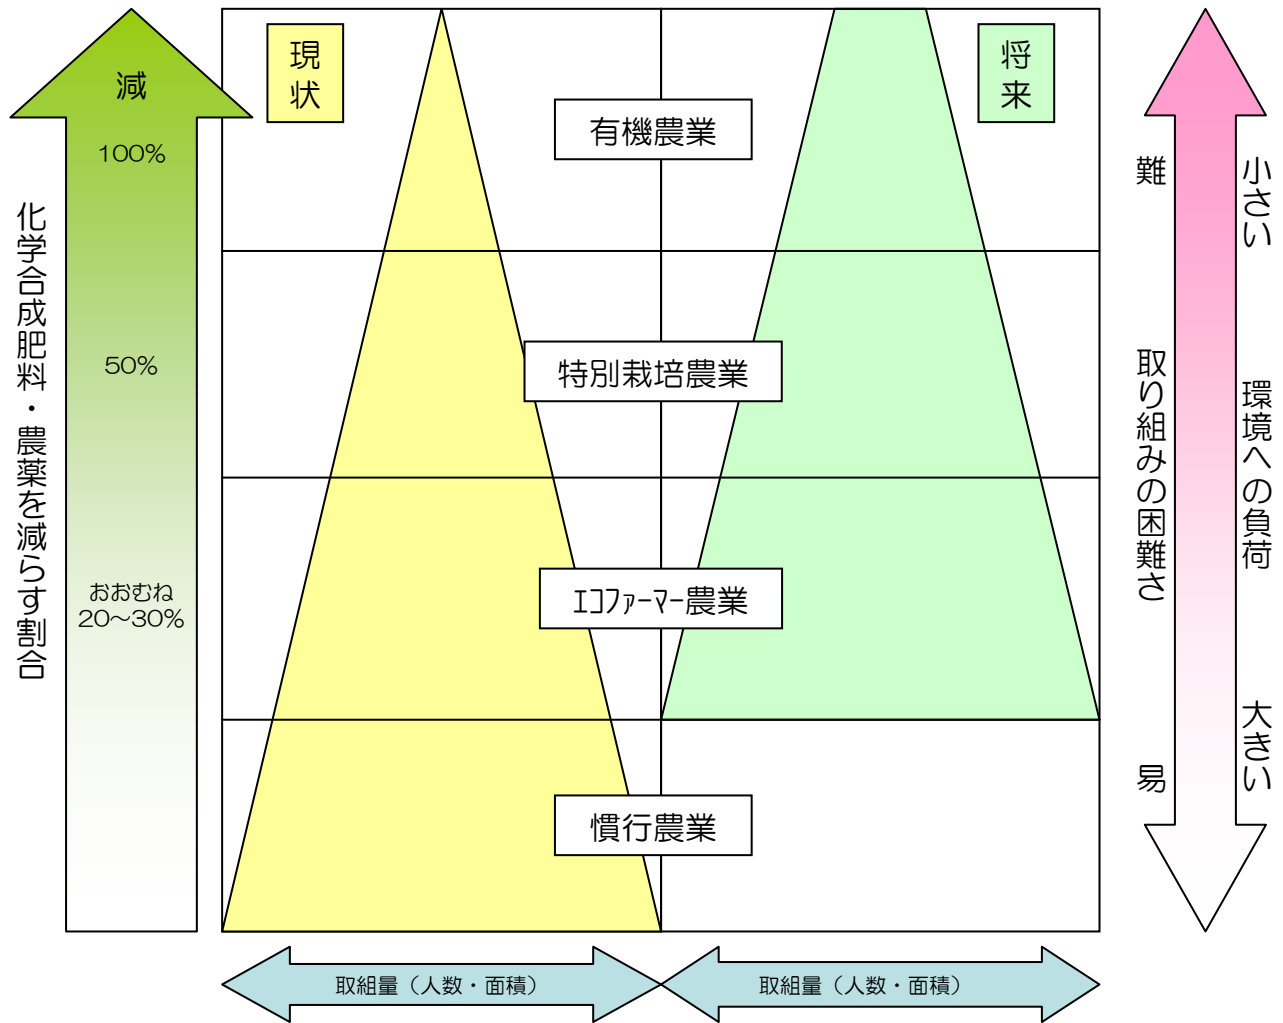 減
100%
50%
おおむね
20～30%
化学合成肥料・農薬を減らす割合
現状
将来
有機農業
特別栽培農業
ｴｺﾌｧｰﾏｰ農業
慣行農業
取組量（人数・面積）
取組量（人数・面積）
難
取り組みの困難さ
易
小さい
環境への負荷
大きい